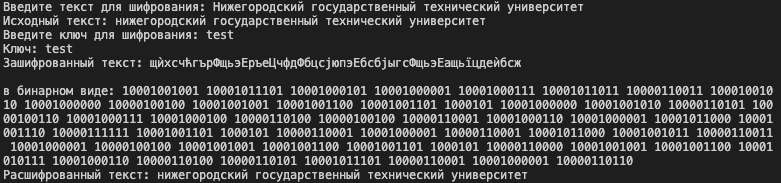 Введите текст для шифрования: Нижегородский государственный технический университет
Исходный текст: нижегородский государственный технический университет
Введите ключ для шифрования: test
Ключ: test
в бинарном виде: 10001001001 10001011101 10001000101 10001000001 10001000111 10001011011 10000110011 100010010
10 10001000000 10000100100 10001001001 10001001100 10001001101 1000101 10001000000 10001001010 10000110101 100
00100110 10001000111 10001000100 10000110100 10000100100 10000110001 10001000110 10001000001 10001011000 10001
001110 10000111111 10001001101 1000101 10000110001 10001000001 10000110001 10001011000 10001001011 10000110011
10001000001 10000100100 10001001001 10001001100 10001001101 1000101 10000110000 10001001001 10001001100 10001
010111 10001000110 10000110100 10000110101 10001011101 10000110001 10001000001 10000110110
Расшифрованный текст: нижегородский государственный технический университет